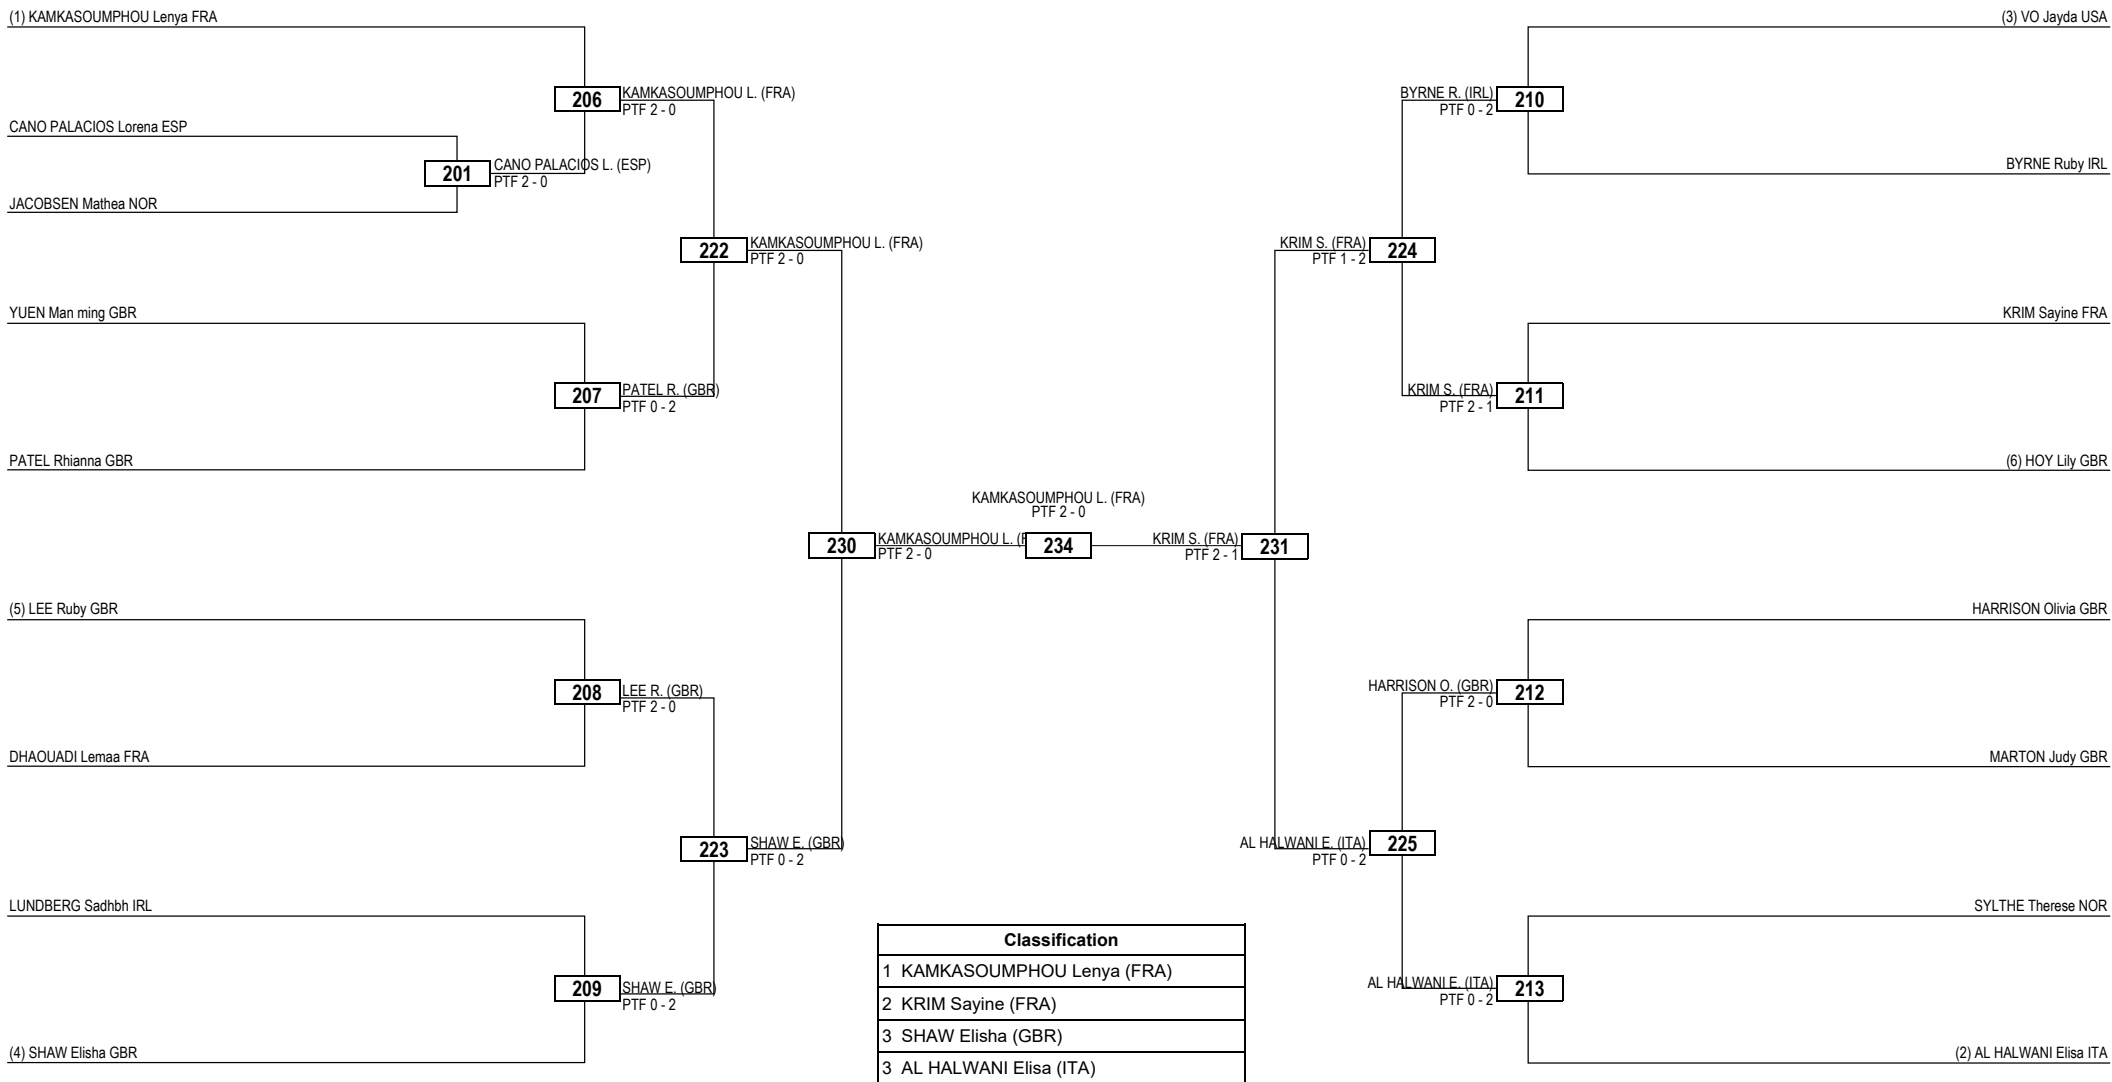 (1) KAMKASOUMPHOU Lenya FRA
(3) VO Jayda USA
206
KAMKASOUMPHOU L. (FRA)
PTF 2 - 0
BYRNE R. (IRL)
PTF 0 - 2
210
CANO PALACIOS Lorena ESP
201
CANO PALACIOS L. (ESP)
PTF 2 - 0
BYRNE Ruby IRL
JACOBSEN Mathea NOR
222
KAMKASOUMPHOU L. (FRA)
PTF 2 - 0
KRIM S. (FRA)
PTF 1 - 2
224
YUEN Man ming GBR
KRIM Sayine FRA
207
PATEL R. (GBR)
PTF 0 - 2
KRIM S. (FRA)
PTF 2 - 1
211
PATEL Rhianna GBR
(6) HOY Lily GBR
KAMKASOUMPHOU L. (FRA)
PTF 2 - 0
230
KAMKASOUMPHOU L. (F
PTF 2 - 0
234
KRIM S. (FRA)
PTF 2 - 1
231
(5) LEE Ruby GBR
HARRISON Olivia GBR
208
LEE R. (GBR)
PTF 2 - 0
HARRISON O. (GBR)
PTF 2 - 0
212
DHAOUADI Lemaa FRA
MARTON Judy GBR
223
SHAW E. (GBR)
PTF 0 - 2
AL HALWANI E. (ITA)
PTF 0 - 2
225
LUNDBERG Sadhbh IRL
SYLTHE Therese NOR
209
SHAW E. (GBR)
PTF 0 - 2
AL HALWANI E. (ITA)
PTF 0 - 2
213
(4) SHAW Elisha GBR
(2) AL HALWANI Elisa ITA
Classification
1 KAMKASOUMPHOU Lenya (FRA)
2 KRIM Sayine (FRA)
3 SHAW Elisha (GBR)
3 AL HALWANI Elisa (ITA)